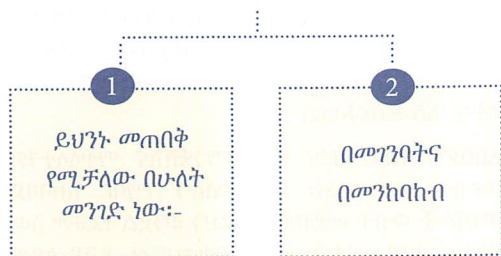 1
ይህንኑ መጠበቅ
የሚቻለው በሁለት
መንገድ ነው፡-
2
በመገንባትና
በመንከባከብ